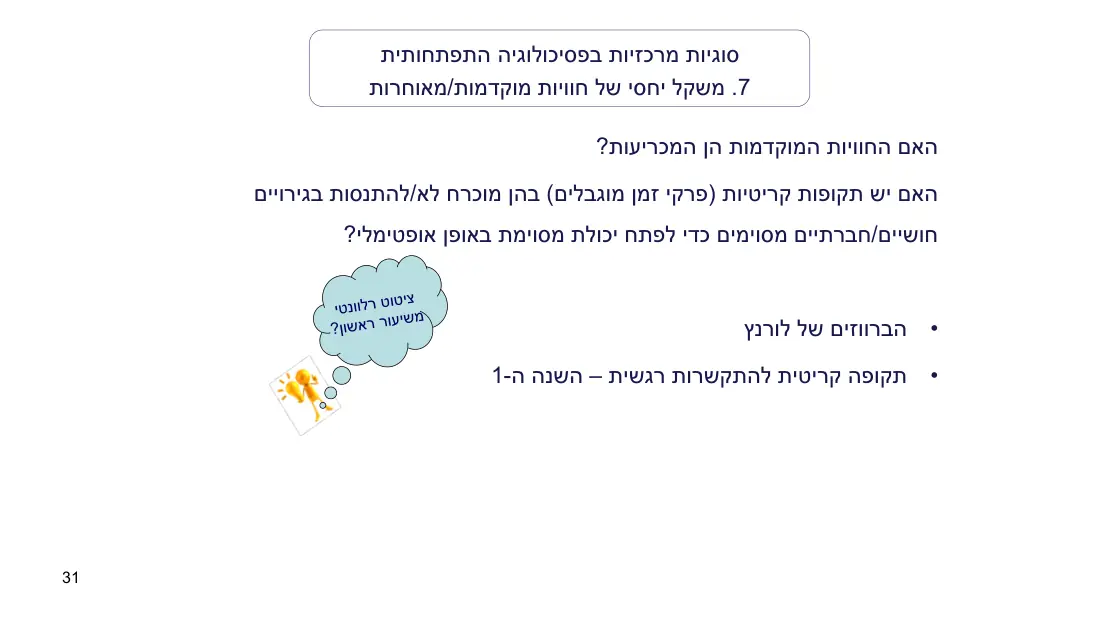 סוגיות מרכזיות בפסיכולוגיה התפתחותית
7. משקל יחסי של חוויות מוקדמות/מאוחרות
האם החוויות המוקדמות הן המכריעות?
האם יש תקופות קריטיות (פרקי זמן מוגבלים) בהן מוכרח לא/להתנסות בגירויים
חושיים/חברתיים מסוימים כדי לפתח יכולת מסוימת באופן אופטימלי?
ציטוט רלוונטי
משיעור ראשון?
• הברווזים של לורנץ
• תקופה קריטית להתקשרות רגשית – השנה ה-1
31